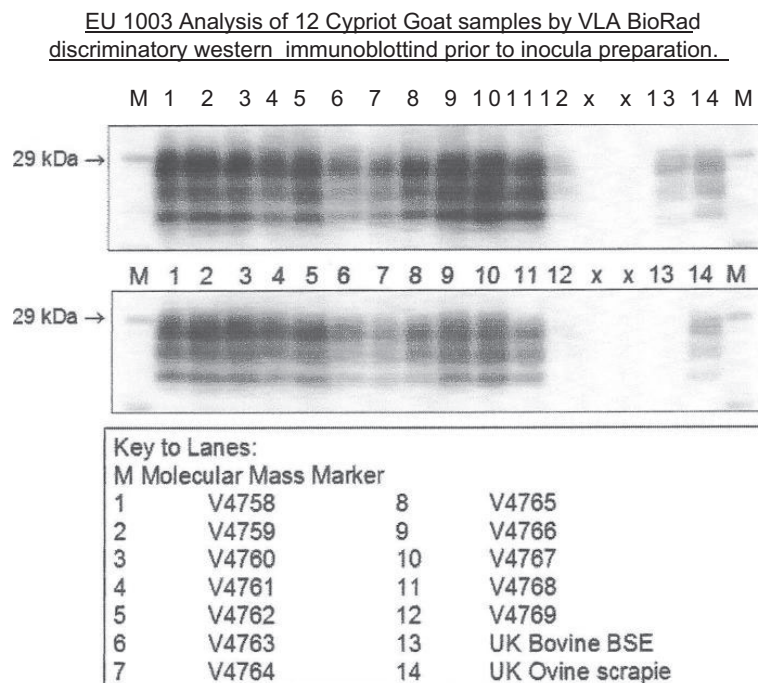 EU 1003 Analysis of 12 Cypriot Goat samples by VLA BioRad
discriminatory western immunoblottind prior to inocula preparation.
M 1 2 3 4 5 6 7 8 9 10 11 12 x x 13 14 M
29 kDa →
M 1 2 3 4 5 6 7 8 9 10 11 12 x x 13 14 M
29 kDa →
Key to Lanes:
M Molecular Mass Marker
1 V4758 8 V4765
2 V4759 9 V4766
3 V4760 10 V4767
4 V4761 11 V4768
5 V4762 12 V4769
6 V4763 13 UK Bovine BSE
7 V4764 14 UK Ovine scrapie